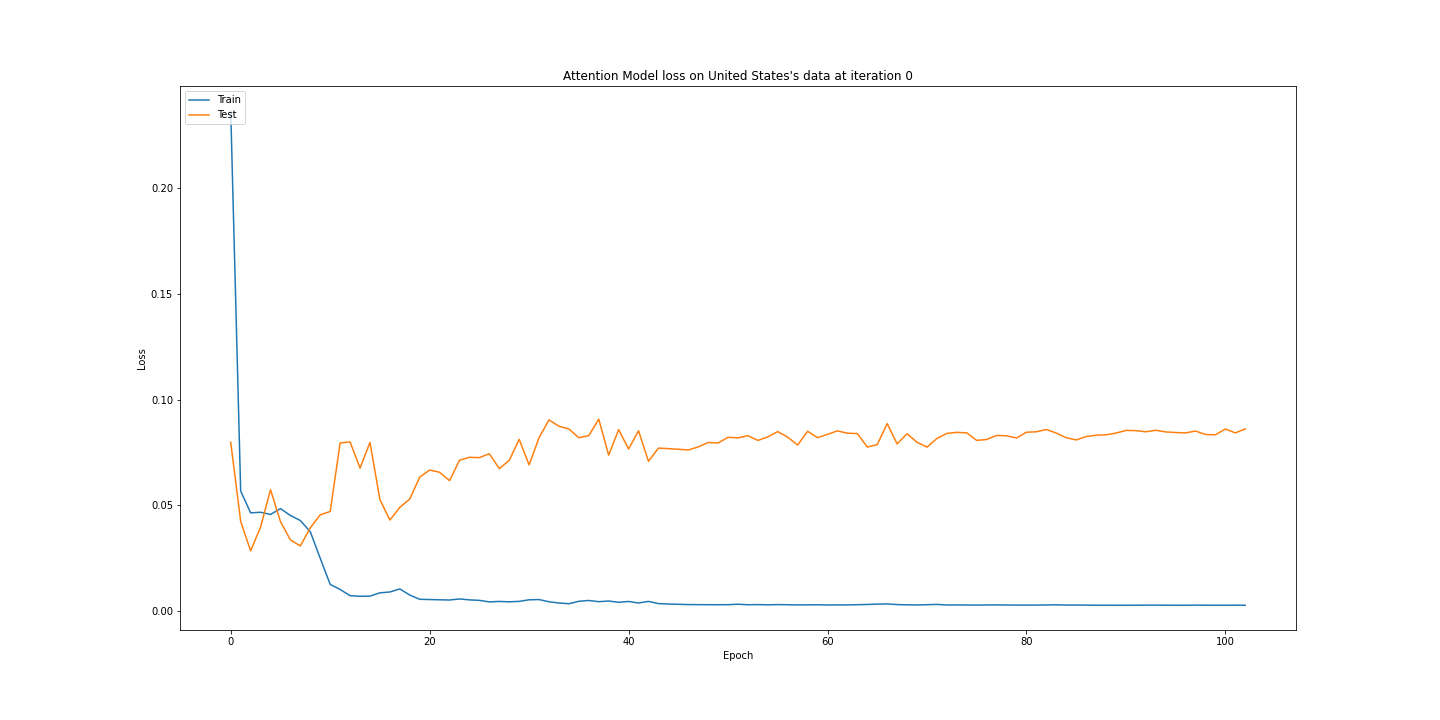 Attention Model loss on United States's data at iteration 0
Train
Test
0.20
0.15
0.10
0.05
0.00
Loss
0 20 40 60 80 100
Epoch